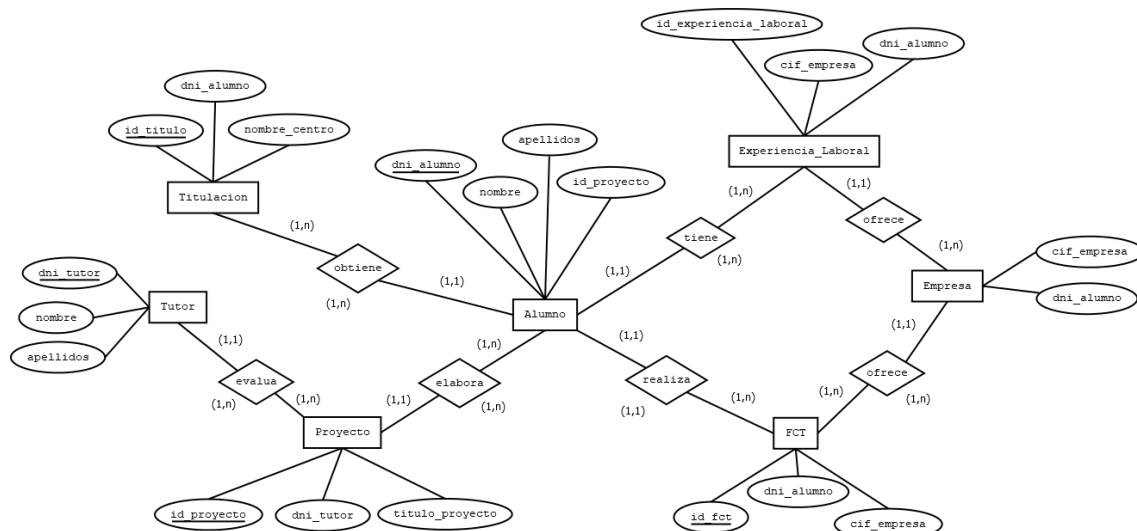 id_experiencia_laboral
dni_alumno
cif_empresa
dni_alumno
id_titulo
nombre_centro
apellidos
dni_alumno
nombre
id_proyecto
Experiencia_Laboral
Titulacion
(1,n)
(1,1)
(1,n)
tiene
ofrece
(1,n)
(1,n)
cif_empresa
dni_tutor
obtiene
(1,n)
(1,1)
(1,1)
Empresa
dni_alumno
Tutor
nombre
Alumno
(1,1)
(1,n)
(1,1)
(1,1)
apellidos
evalua
elabora
realiza
ofrece
(1,n)
(1,n)
(1,1)
(1,n)
(1,1)
(1,n)
(1,n)
(1,n)
Proyecto
FCT
id_proyecto
dni_tutor
titulo_proyecto
dni_alumno
id_fct
cif_empresa